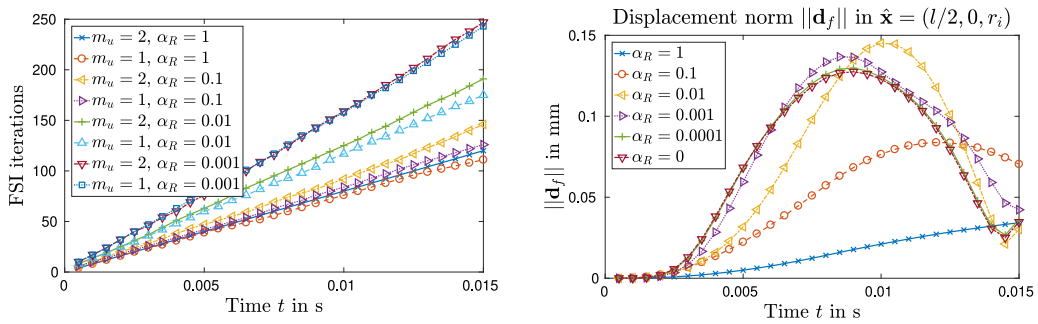 250
200
150
100
50
0
FSI iterations
m_u = 2, α_R = 1
m_u = 1, α_R = 1
m_u = 2, α_R = 0.1
m_u = 1, α_R = 0.1
m_u = 2, α_R = 0.01
m_u = 1, α_R = 0.01
m_u = 2, α_R = 0.001
m_u = 1, α_R = 0.001
0
0.005
0.01
0.015
Time t in s
Displacement norm ||d_f|| in x̂ = (l/2, 0, r_i)
0.15
0.1
0.05
0
||d_f|| in mm
α_R = 1
α_R = 0.1
α_R = 0.01
α_R = 0.001
α_R = 0.0001
α_R = 0
0.005
0.01
0.015
Time t in s